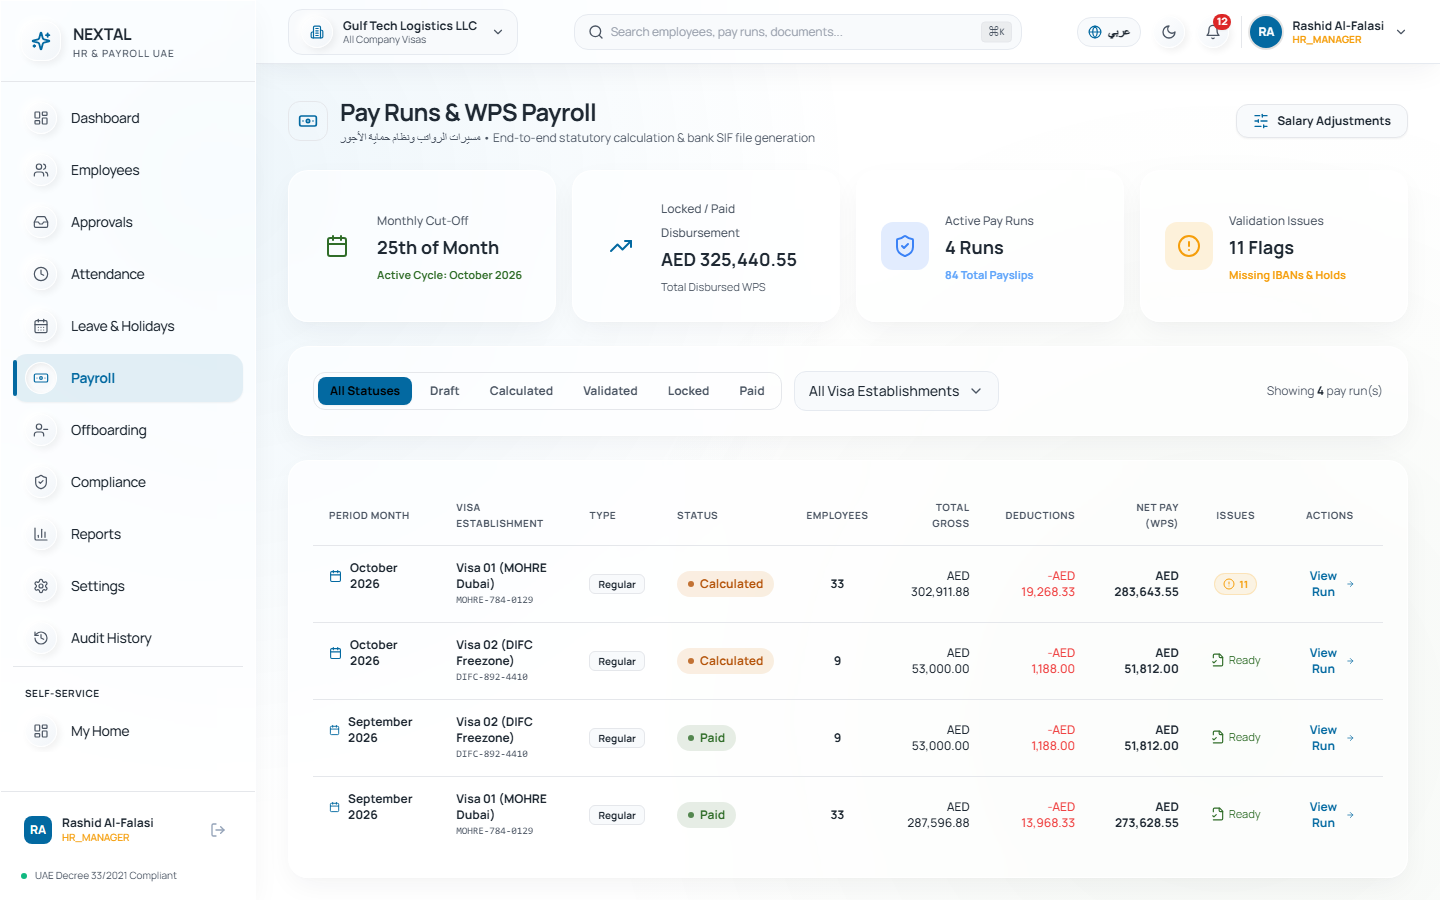 NEXTAL
HR & PAYROLL UAE
Dashboard
Employees
Approvals
Attendance
Leave & Holidays
Payroll
Offboarding
Compliance
Reports
Settings
Audit History
SELF-SERVICE
My Home
RA
Rashid Al-Falasi
HR_MANAGER
UAE Decree 33/2021 Compliant
Gulf Tech Logistics LLC
All Company Visas
Search employees, pay runs, documents...
⌘K
عربي
12
RA
Rashid Al-Falasi
HR_MANAGER
Pay Runs & WPS Payroll
مسيرات الرواتب ونظام حماية الأجور • End-to-end statutory calculation & bank SIF file generation
Salary Adjustments
Monthly Cut-Off
25th of Month
Active Cycle: October 2026
Locked / Paid
Disbursement
AED 325,440.55
Total Disbursed WPS
Active Pay Runs
4 Runs
84 Total Payslips
Validation Issues
11 Flags
Missing IBANs & Holds
All Statuses
Draft
Calculated
Validated
Locked
Paid
All Visa Establishments
Showing 4 pay run(s)
PERIOD MONTH
VISA
ESTABLISHMENT
TYPE
STATUS
EMPLOYEES
TOTAL
GROSS
DEDUCTIONS
NET PAY
(WPS)
ISSUES
ACTIONS
October
2026
Visa 01 (MOHRE
Dubai)
MOHRE-784-0129
Regular
Calculated
33
AED
302,911.88
-AED
19,268.33
AED
283,643.55
11
View
Run
October
2026
Visa 02 (DIFC
Freezone)
DIFC-892-4410
Regular
Calculated
9
AED
53,000.00
-AED
1,188.00
AED
51,812.00
Ready
View
Run
September
2026
Visa 02 (DIFC
Freezone)
DIFC-892-4410
Regular
Paid
9
AED
53,000.00
-AED
1,188.00
AED
51,812.00
Ready
View
Run
September
2026
Visa 01 (MOHRE
Dubai)
MOHRE-784-0129
Regular
Paid
33
AED
287,596.88
-AED
13,968.33
AED
273,628.55
Ready
View
Run